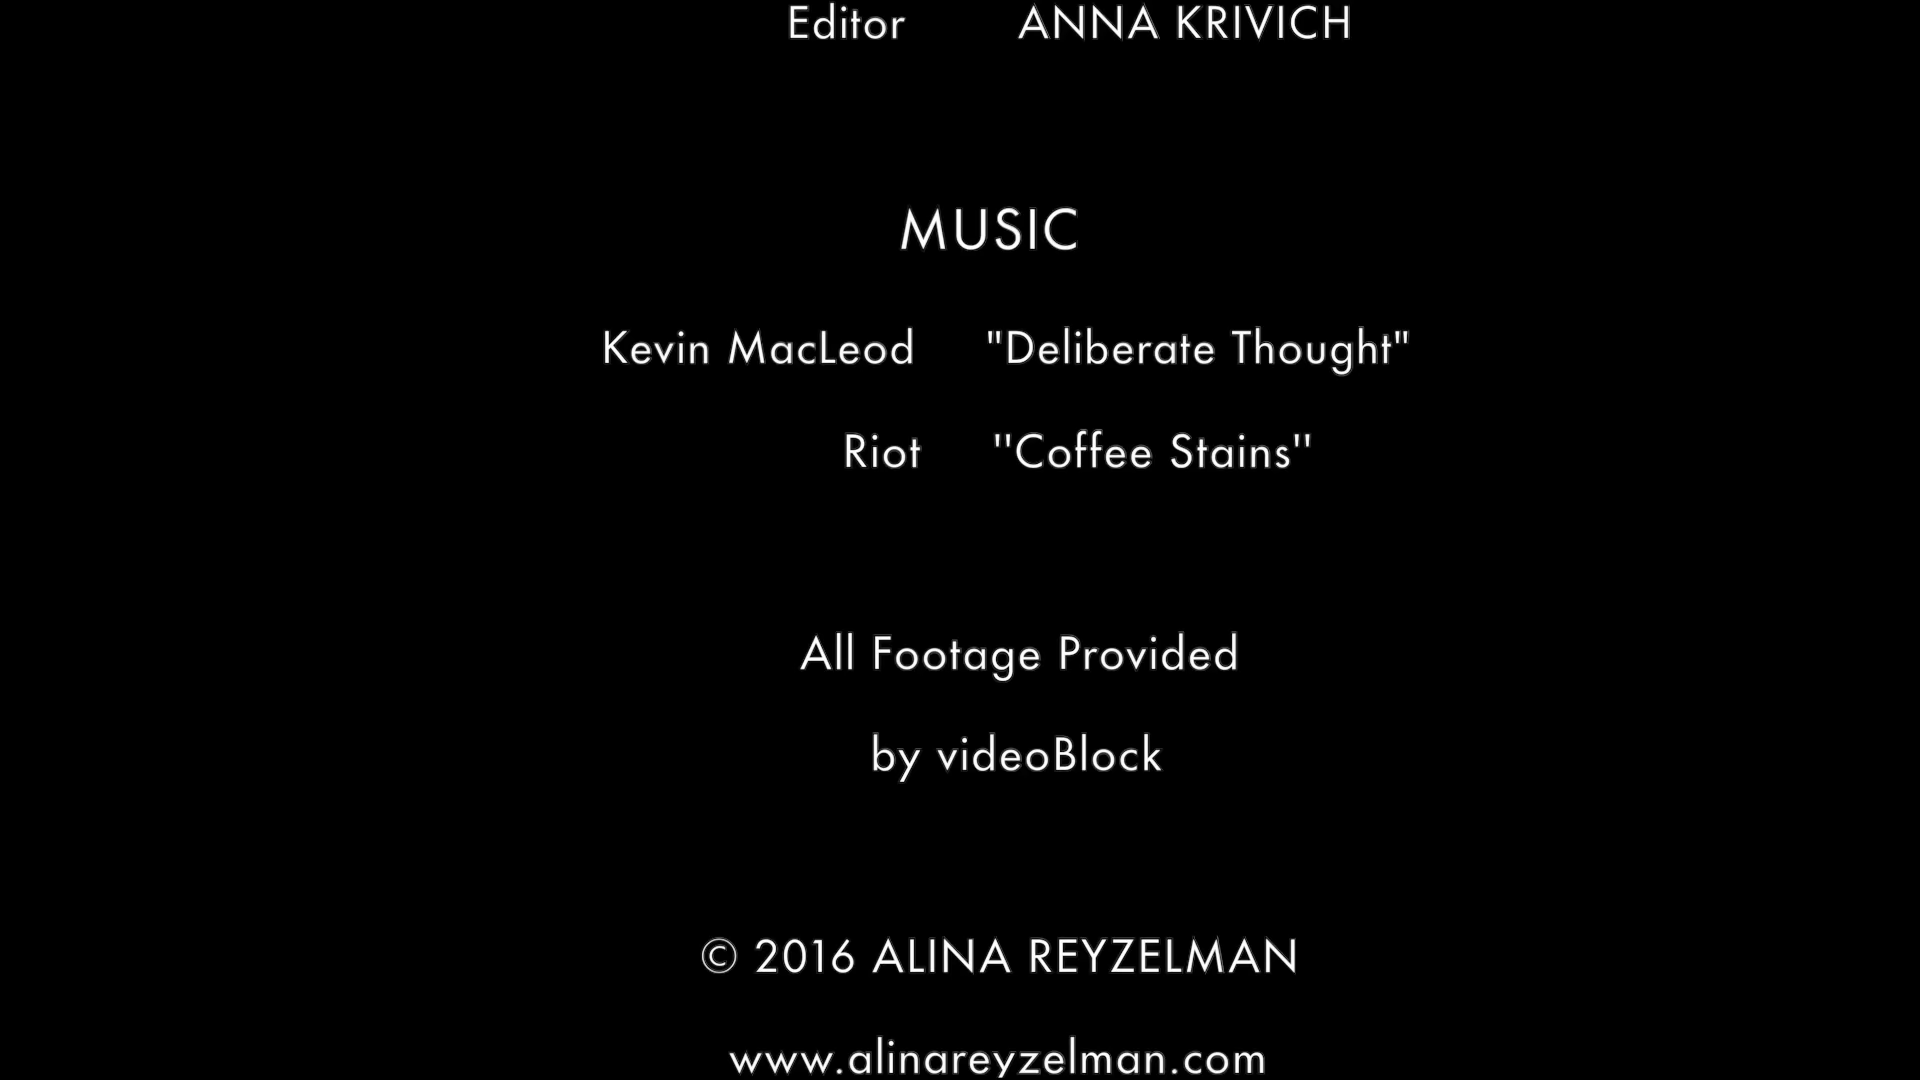 Editor ANNA KRIVICH
MUSIC
Kevin MacLeod "Deliberate Thought"
Riot ''Coffee Stains''
All Footage Provided
by videoBlock
© 2016 ALINA REYZELMAN
www.alinareyzelman.com